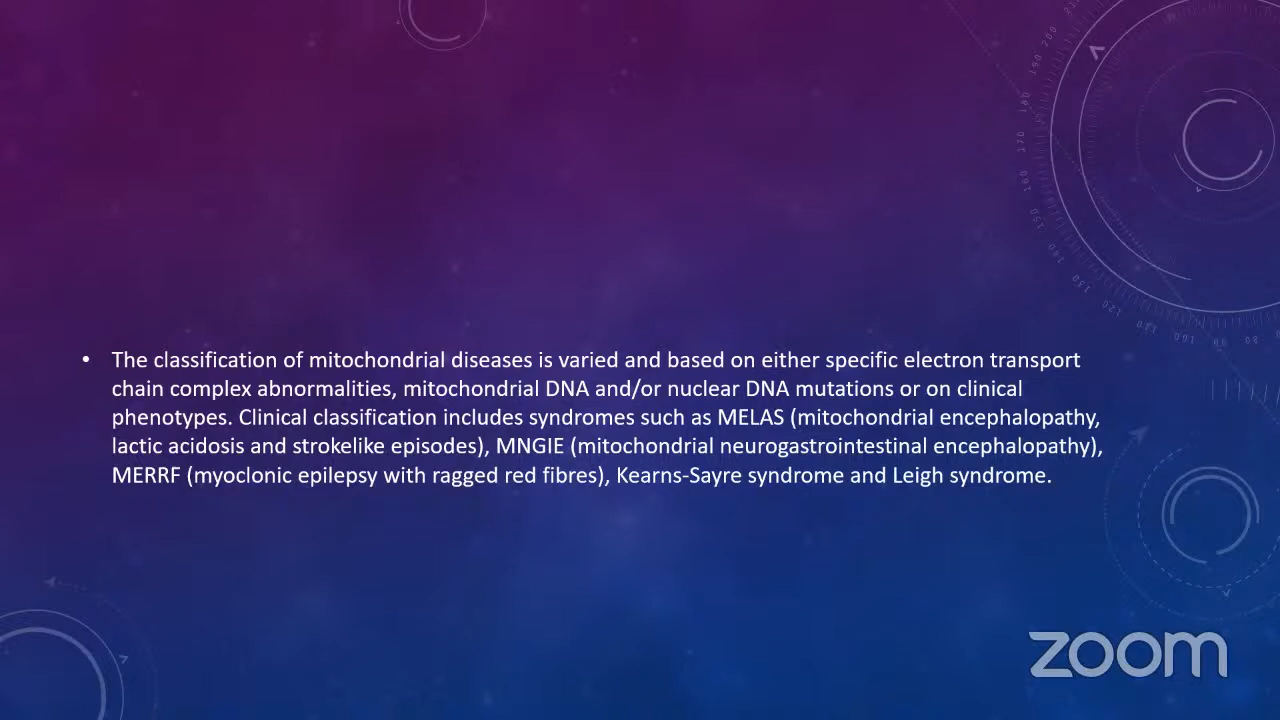 • The classification of mitochondrial diseases is varied and based on either specific electron transport
chain complex abnormalities, mitochondrial DNA and/or nuclear DNA mutations or on clinical
phenotypes. Clinical classification includes syndromes such as MELAS (mitochondrial encephalopathy,
lactic acidosis and strokelike episodes), MNGIE (mitochondrial neurogastrointestinal encephalopathy),
MERRF (myoclonic epilepsy with ragged red fibres), Kearns-Sayre syndrome and Leigh syndrome.
zoom